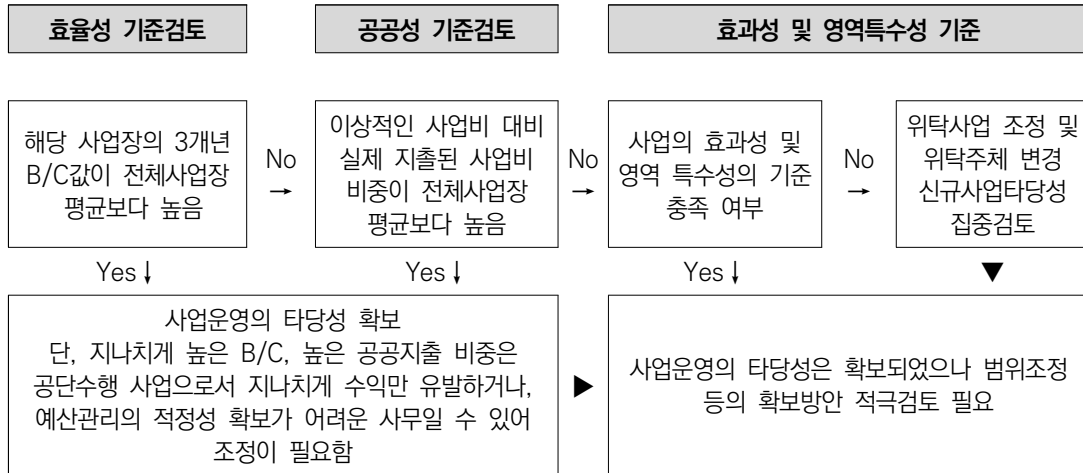 효율성 기준검토
공공성 기준검토
효과성 및 영역특수성 기준
해당 사업장의 3개년
B/C값이 전체사업장
평균보다 높음
No
→
이상적인 사업비 대비
실제 지출된 사업비
비중이 전체사업장
평균보다 높음
No
→
사업의 효과성 및
영역 특수성의 기준
충족 여부
No
→
위탁사업 조정 및
위탁주체 변경
신규사업타당성
집중검토
Yes↓
Yes↓
Yes↓
▼
사업운영의 타당성 확보
단, 지나치게 높은 B/C, 높은 공공지출 비중은
공단수행 사업으로서 지나치게 수익만 유발하거나,
예산관리의 적정성 확보가 어려운 사무일 수 있어
조정이 필요함
▶
사업운영의 타당성은 확보되었으나 범위조정
등의 확보방안 적극검토 필요